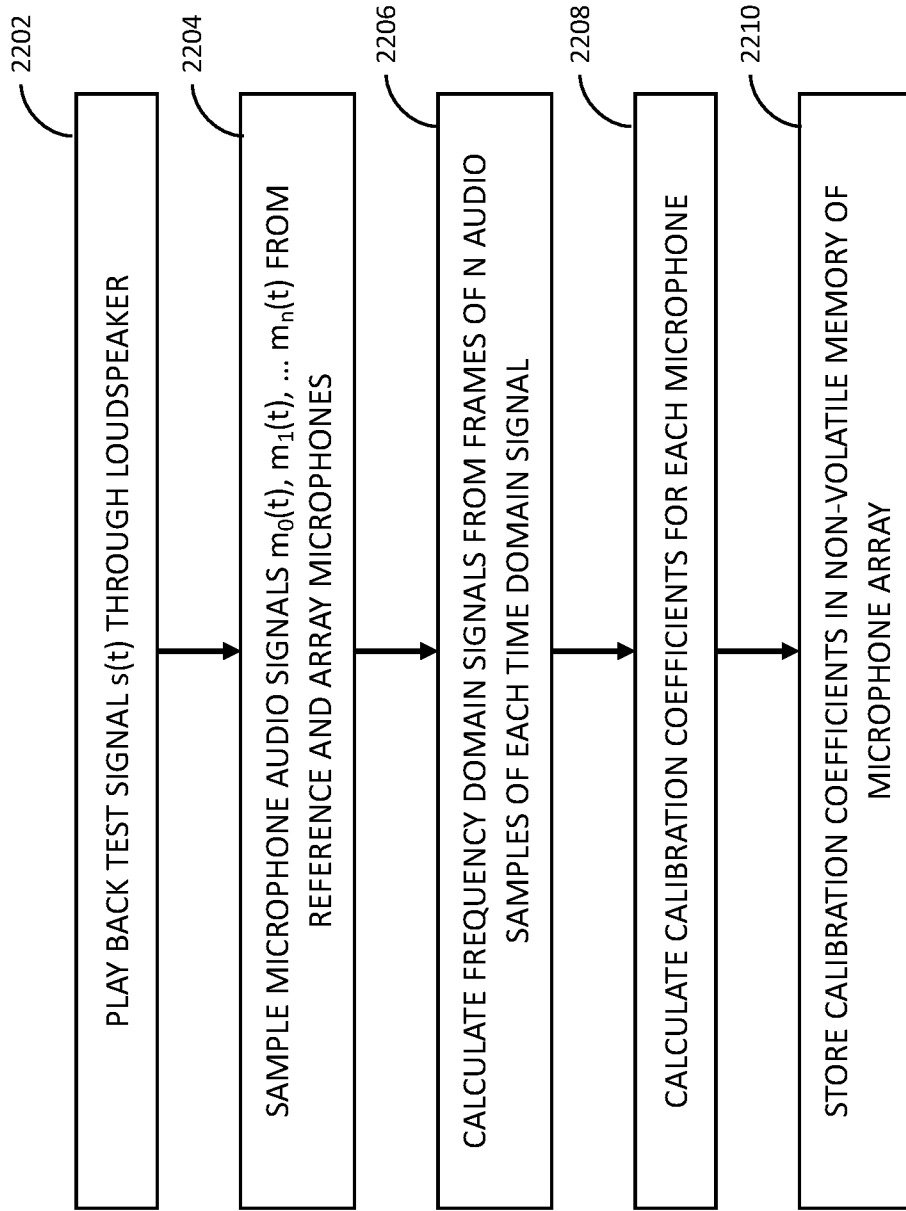 2202
PLAY BACK TEST SIGNAL s(t) THROUGH LOUDSPEAKER
2204
SAMPLE MICROPHONE AUDIO SIGNALS m₀(t), m₁(t), ... mₙ(t) FROM
REFERENCE AND ARRAY MICROPHONES
2206
CALCULATE FREQUENCY DOMAIN SIGNALS FROM FRAMES OF N AUDIO
SAMPLES OF EACH TIME DOMAIN SIGNAL
2208
CALCULATE CALIBRATION COEFFICIENTS FOR EACH MICROPHONE
2210
STORE CALIBRATION COEFFICIENTS IN NON-VOLATILE MEMORY OF
MICROPHONE ARRAY